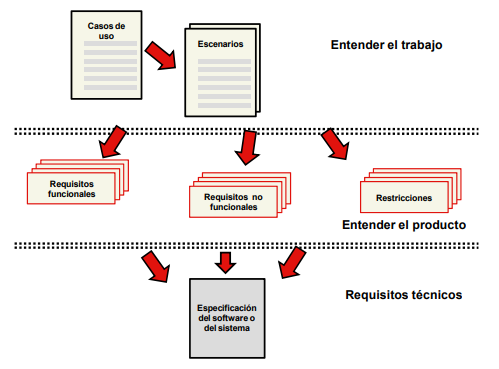 Casos de
uso
Escenarios
Entender el trabajo
Requisitos
funcionales
Requisitos no
funcionales
Restricciones
Entender el producto
Especificación
del software o
del sistema
Requisitos técnicos